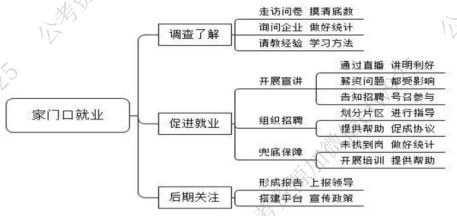 家门口就业
调查了解
走访问卷 摸清底数
询问企业 做好统计
请教经验 学习方法
促进就业
开展宣讲
通过直播 讲明利好
薪资问题 都受影响
告知招聘 号召参与
组织招聘
划分片区 进行指导
提供帮助 促成协议
兜底保障
未找到岗 做好统计
开展培训 提供帮助
后期关注
形成报告 上报领导
搭建平台 宣传政策